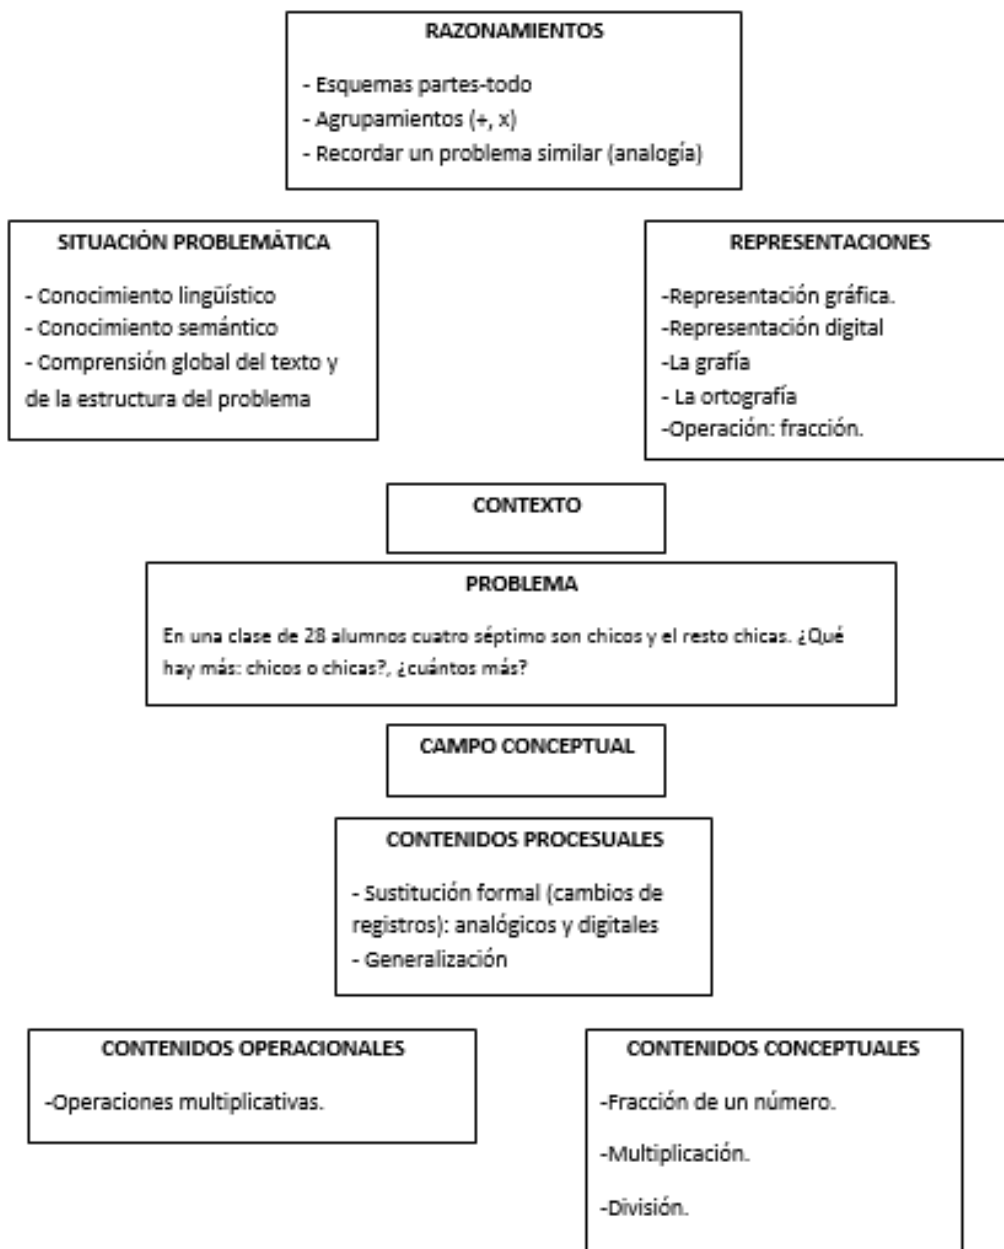 RAZONAMIENTOS
- Esquemas partes-todo
- Agrupamientos (+, x)
- Recordar un problema similar (analogía)
SITUACIÓN PROBLEMÁTICA
- Conocimiento lingüístico
- Conocimiento semántico
- Comprensión global del texto y
de la estructura del problema
REPRESENTACIONES
-Representación gráfica.
-Representación digital
-La grafía
- La ortografía
-Operación: fracción.
CONTEXTO
PROBLEMA
En una clase de 28 alumnos cuatro séptimo son chicos y el resto chicas. ¿Qué
hay más: chicos o chicas?, ¿cuántos más?
CAMPO CONCEPTUAL
CONTENIDOS PROCESUALES
- Sustitución formal (cambios de
registros): analógicos y digitales
- Generalización
CONTENIDOS OPERACIONALES
-Operaciones multiplicativas.
CONTENIDOS CONCEPTUALES
-Fracción de un número.
-Multiplicación.
-División.